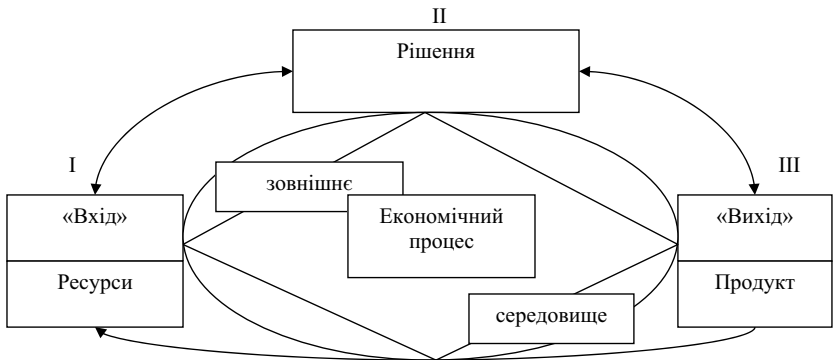 II
Рішення
I
III
зовнішнє
«Вхід»
Економічний
процес
«Вихід»
Ресурси
Продукт
середовище